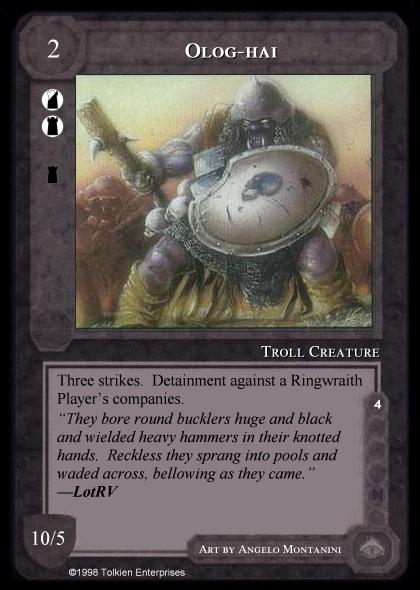 2
OLOG-HAI
TROLL CREATURE
Three strikes. Detainment against a Ringwraith
Player's companies.
4
“They bore round bucklers huge and black
and wielded heavy hammers in their knotted
hands. Reckless they sprang into pools and
waded across, bellowing as they came.”
—LotRV
10/5
ART BY ANGELO MONTANINI
©1998 Tolkien Enterprises